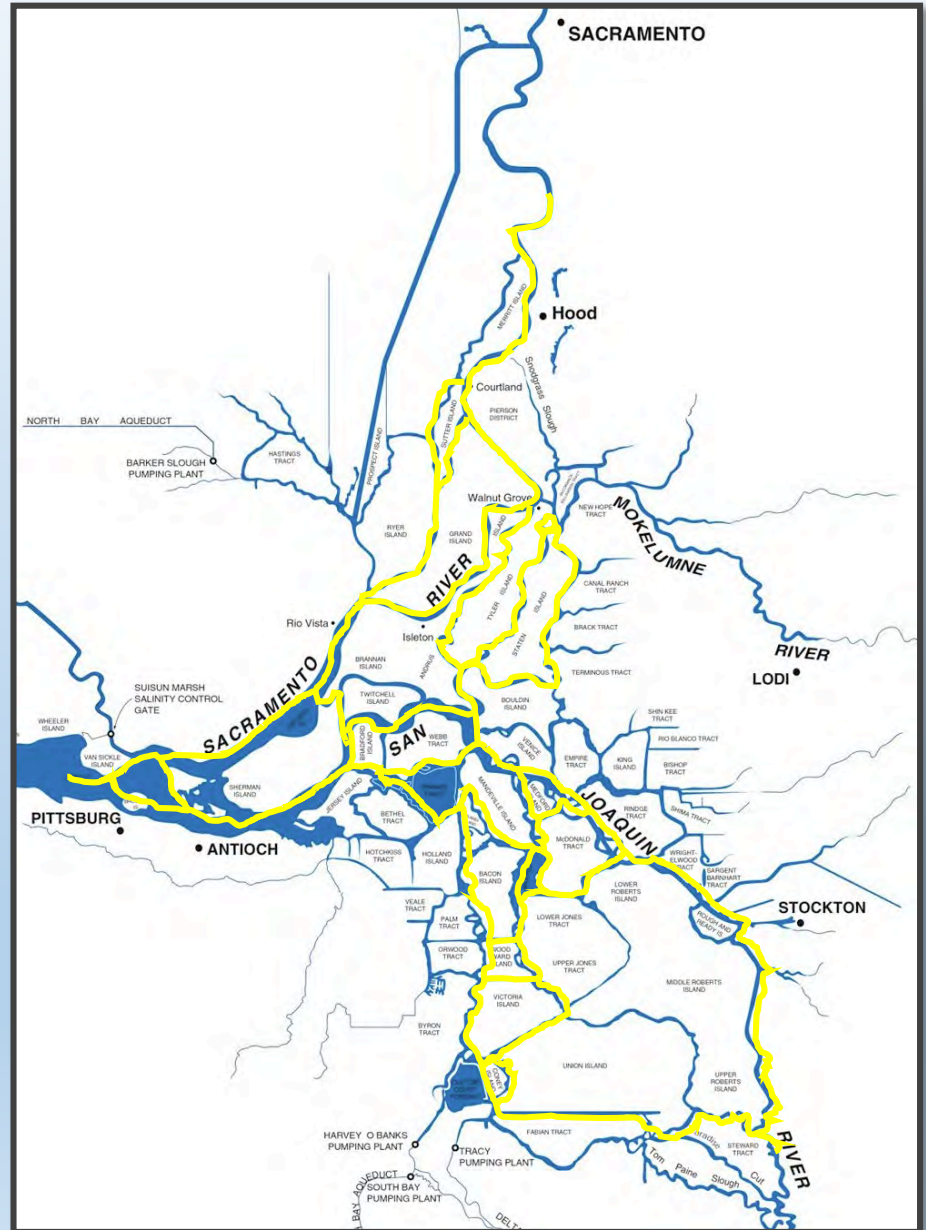 SACRAMENTO
MERRITT ISLAND
Hood
Snodgrass Slough
Courtland
PIERSON
DISTRICT
SUTTER ISLAND
NORTH BAY AQUEDUCT
BARKER SLOUGH
PUMPING PLANT
HASTINGS
TRACT
PROSPECT ISLAND
Walnut Grove
NEW HOPE
TRACT
MOKELUMNE
RIVER
RYER
ISLAND
GRAND
ISLAND
ISLAND
RIVER
TYLER ISLAND
STATEN
ISLAND
CANAL RANCH
TRACT
BRACK TRACT
Rio Vista
Isleton
ANDRUS
TERMINOUS TRACT
LODI
BRANNAN
ISLAND
SACRAMENTO
TWITCHELL
ISLAND
BOULDIN
ISLAND
SUISUN MARSH
SALINITY CONTROL
GATE
WHEELER
ISLAND
VAN SICKLE
ISLAND
SHERMAN
ISLAND
BRADFORD
ISLAND
SAN
WEBB
TRACT
VENICE
ISLAND
EMPIRE
TRACT
KING
ISLAND
SHIN KEE
TRACT
RIO BLANCO TRACT
BISHOP
TRACT
JERSEY ISLAND
MANDEVILLE ISLAND
MEDFORD
ISLAND
JOAQUIN
RINDGE
TRACT
SHIMA TRACT
PITTSBURG
ANTIOCH
BETHEL
TRACT
HOTCHKISS
TRACT
HOLLAND
ISLAND
McDONALD
TRACT
WRIGHT-
ELWOOD
TRACT
SARGENT
BARNHART
TRACT
BACON
ISLAND
LOWER
ROBERTS
ISLAND
STOCKTON
VEALE
TRACT
PALM
TRACT
LOWER JONES
TRACT
ROUGH AND
READY IS.
ORWOOD
TRACT
UPPER JONES
TRACT
MIDDLE ROBERTS
ISLAND
VICTORIA
ISLAND
BYRON
TRACT
CONEY
UNION ISLAND
UPPER
ROBERTS
ISLAND
FABIAN TRACT
HARVEY O BANKS
PUMPING PLANT
TRACY
PUMPING PLANT
STEWARD
TRACT
Cut
RIVER
Tom Paine Slough
BAY AQUEDUCT
SOUTH BAY
PUMPING PLANT